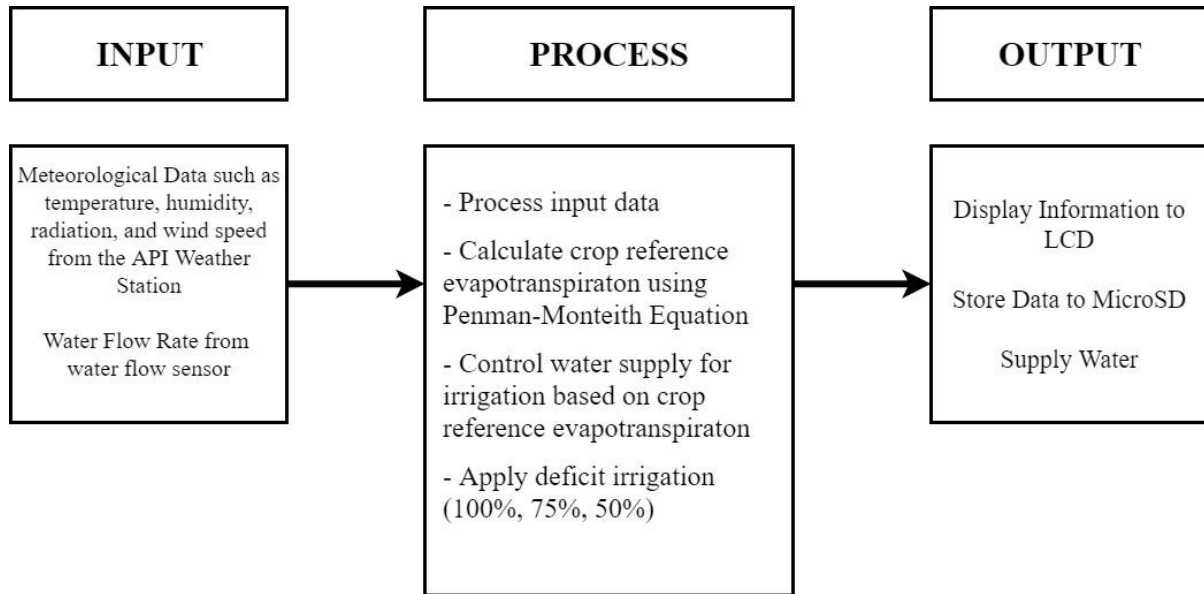 INPUT
PROCESS
OUTPUT
Meteorological Data such as
temperature, humidity,
radiation, and wind speed
from the API Weather
Station
Water Flow Rate from
water flow sensor
- Process input data
- Calculate crop reference
evapotranspiraton using
Penman-Monteith Equation
- Control water supply for
irrigation based on crop
reference evapotranspiraton
- Apply deficit irrigation
(100%, 75%, 50%)
Display Information to
LCD
Store Data to MicroSD
Supply Water